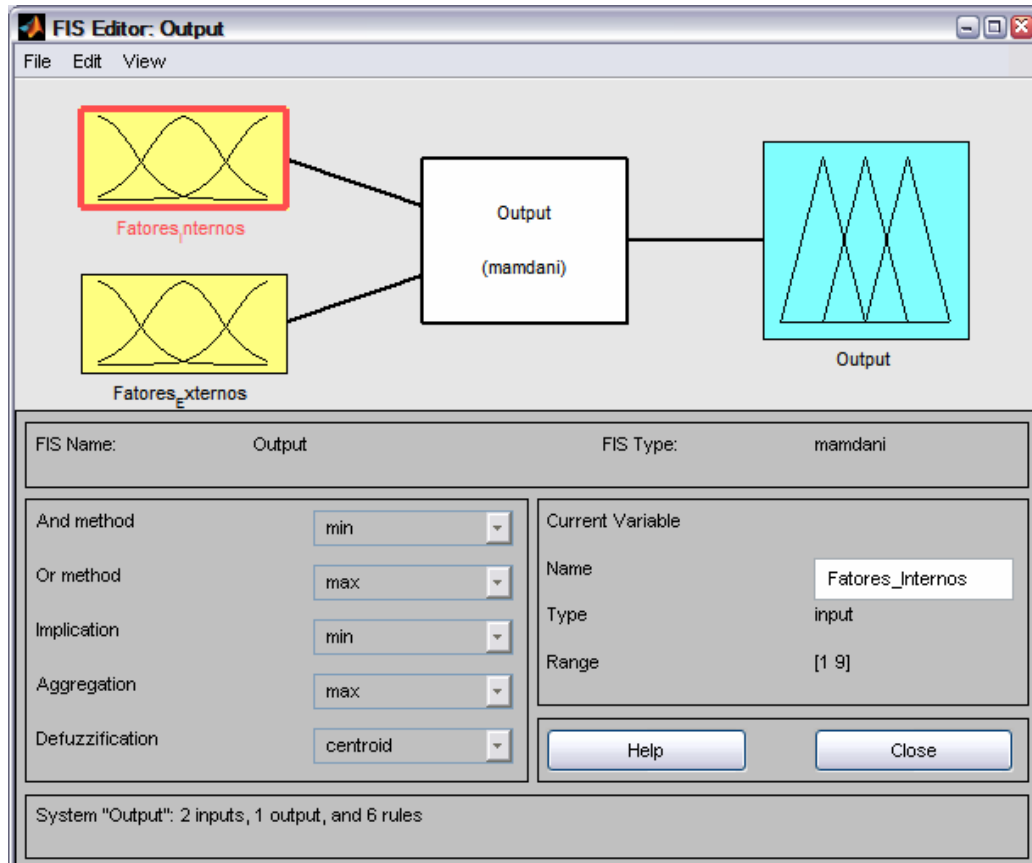 FIS Editor: Output
File Edit View
Fatores_Internos
Output
(mamdani)
Fatores_Externos
Output
FIS Name: Output FIS Type: mamdani
And method min
Or method max
Implication min
Aggregation max
Defuzzification centroid
Current Variable
Name Fatores_Internos
Type input
Range [1 9]
Help Close
System "Output": 2 inputs, 1 output, and 6 rules